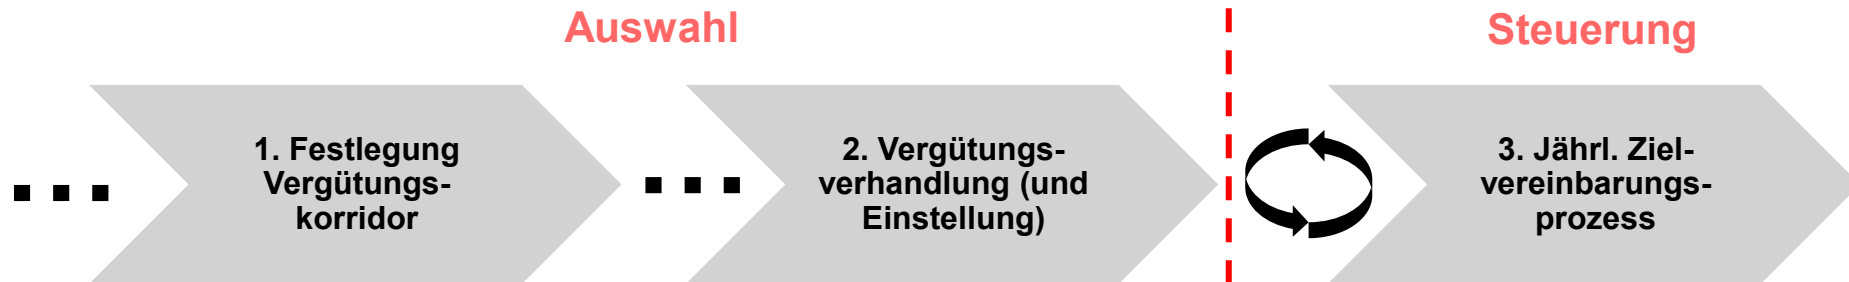 Auswahl
Steuerung
1. Festlegung
Vergütungs-
korridor
2. Vergütungs-
verhandlung (und
Einstellung)
3. Jährl. Ziel-
vereinbarungs-
prozess